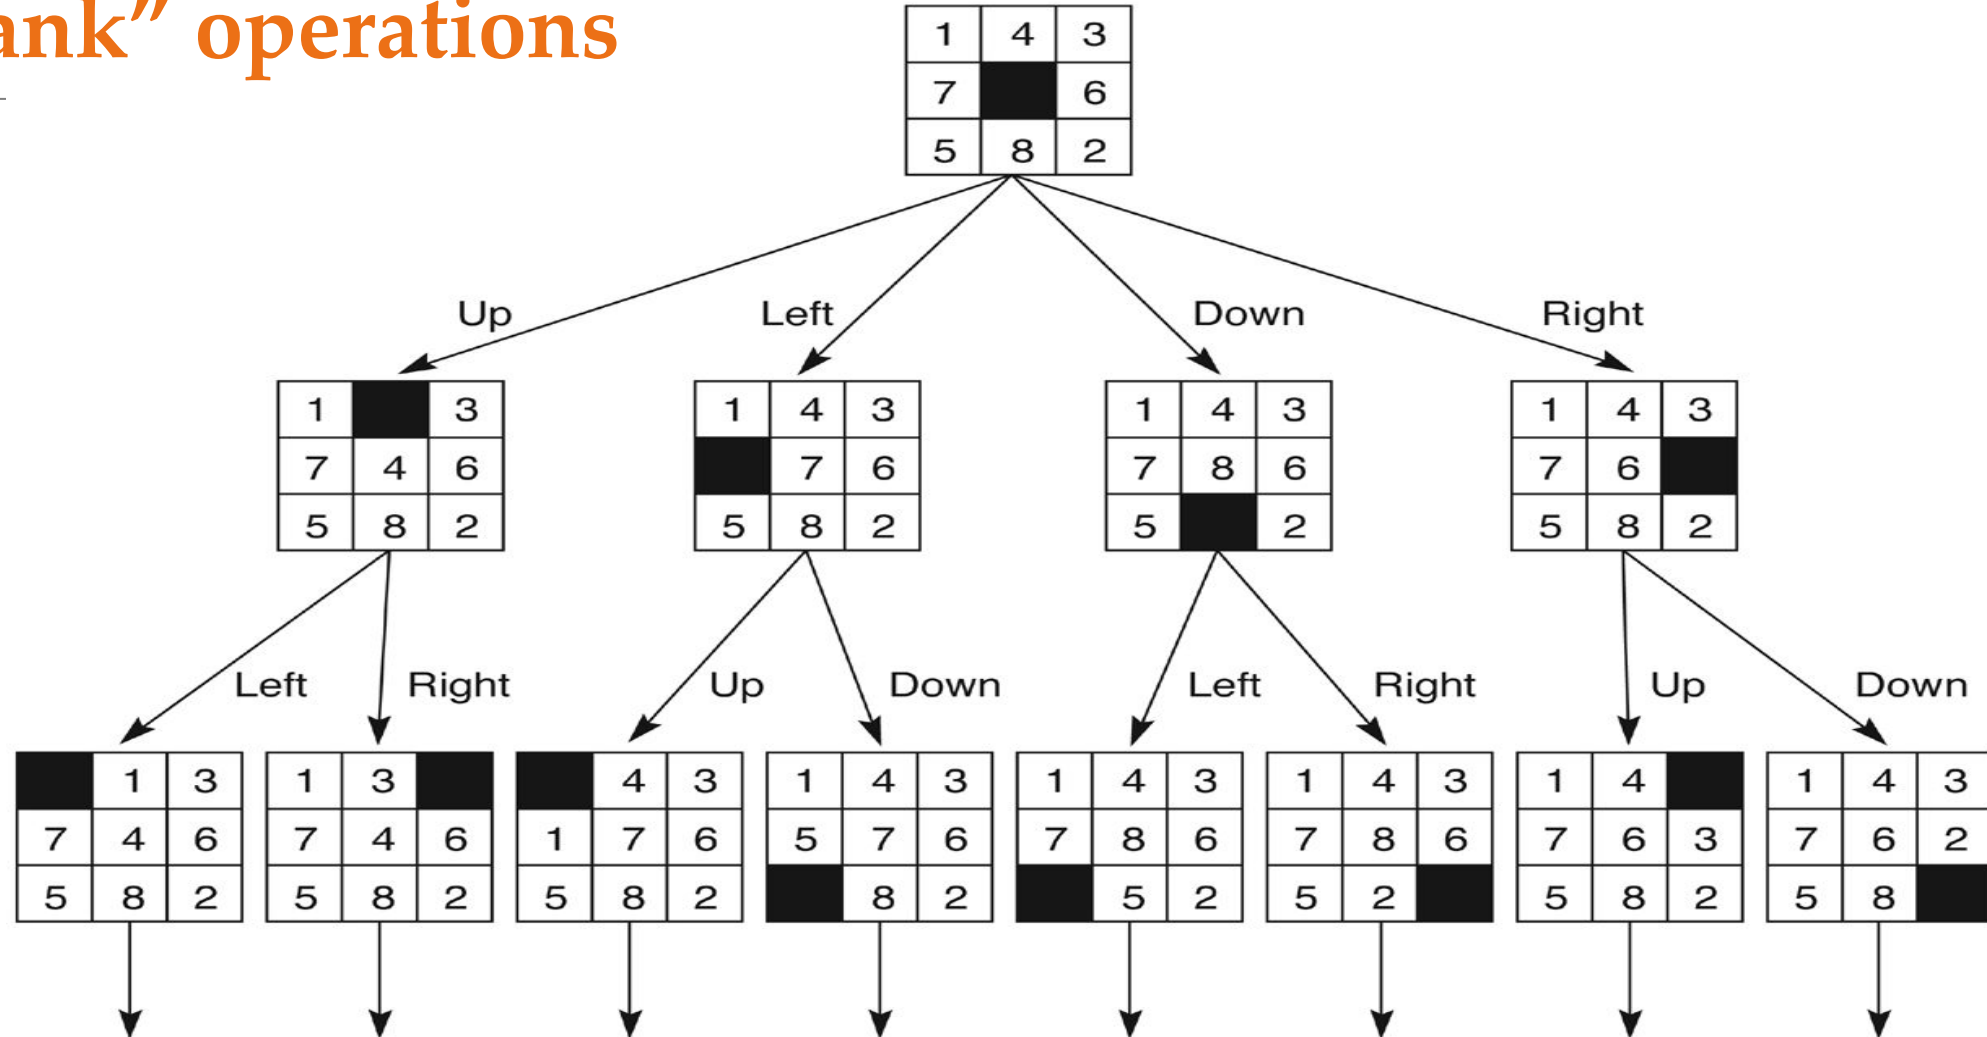 ank” operations
1 4 3
7 6
5 8 2
Up Left Down Right
1 3 1 4 3 1 4 3 1 4 3
7 4 6 7 6 7 8 6 7 6
5 8 2 5 8 2 5 2 5 8 2
Left Right Up Down Left Right Up Down
1 3 1 3 4 3 1 4 3 1 4 3 1 4 3 1 4 1 4 3
7 4 6 7 4 6 1 7 6 5 7 6 7 8 6 7 8 6 7 6 3 7 6 2
5 8 2 5 8 2 5 8 2 8 2 5 2 5 2 5 8 2 5 8